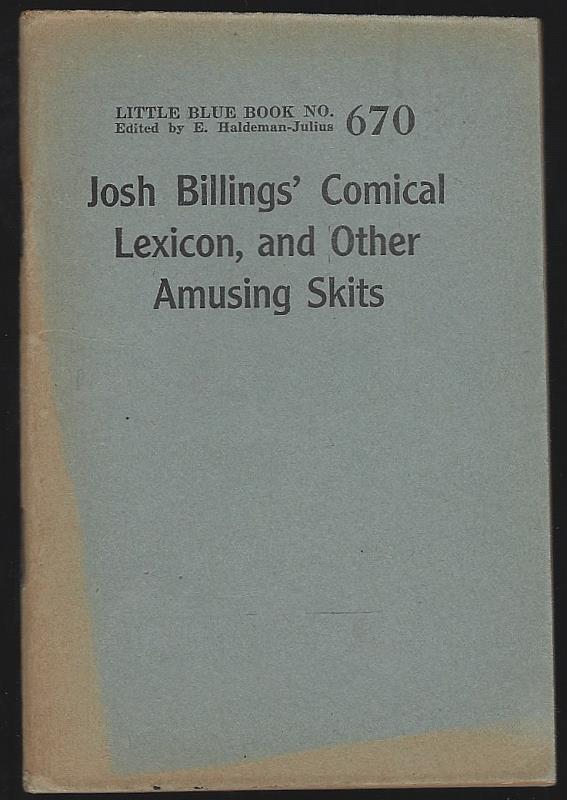 LITTLE BLUE BOOK NO. 670
Edited by E. Haldeman-Julius
Josh Billings' Comical
Lexicon, and Other
Amusing Skits